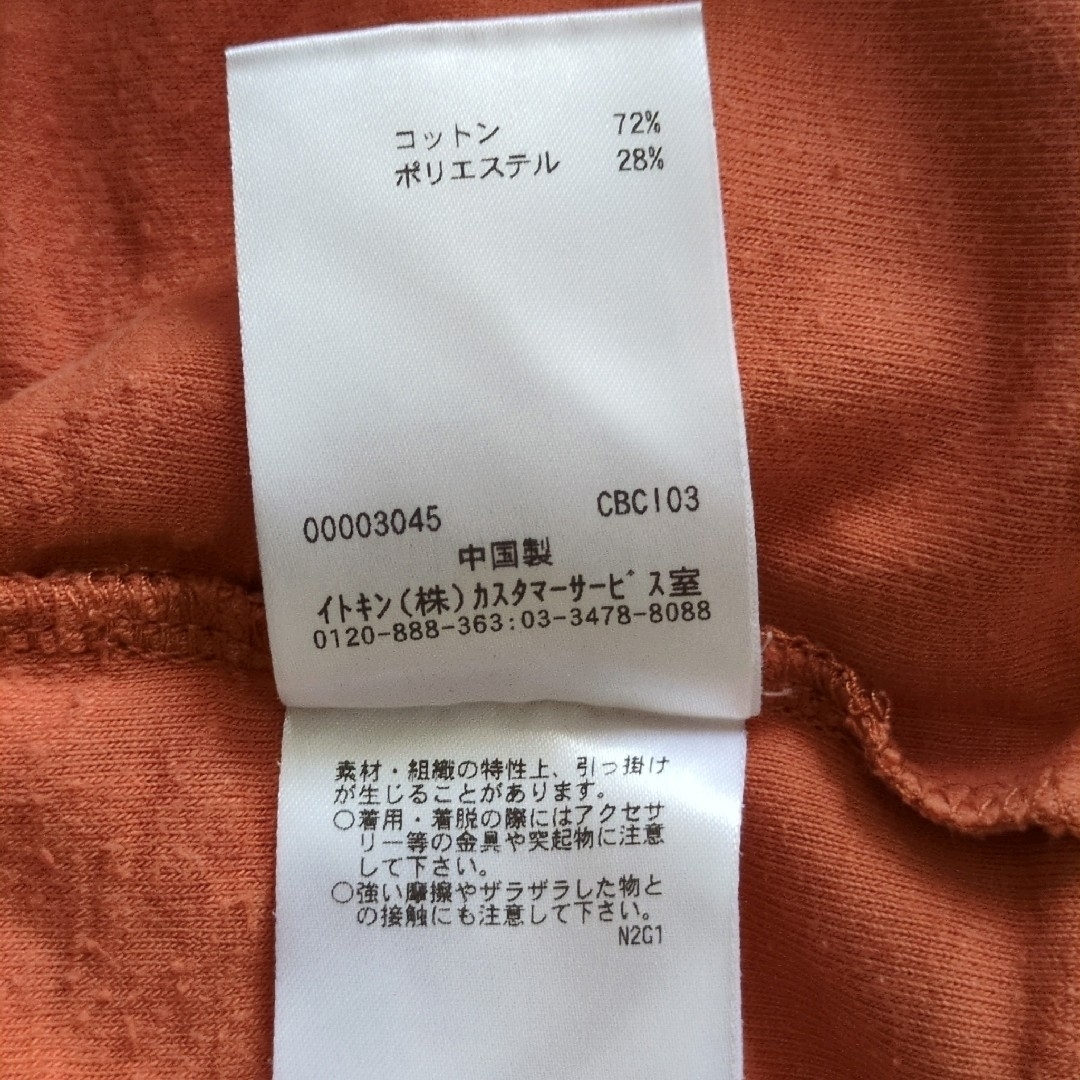 コットン 72%
ポリエステル 28%
00003045 CBCI03
中国製
イトキン(株)カスタマーサービス室
0120-888-363:03-3478-8088
素材・組織の特性上、引っ掛け
が生じることがあります。
○着用・着脱の際にはアクセサ
リー等の金具や突起物に注意
して下さい。
○強い摩擦やザラザラした物と
の接触にも注意して下さい。
N2G1